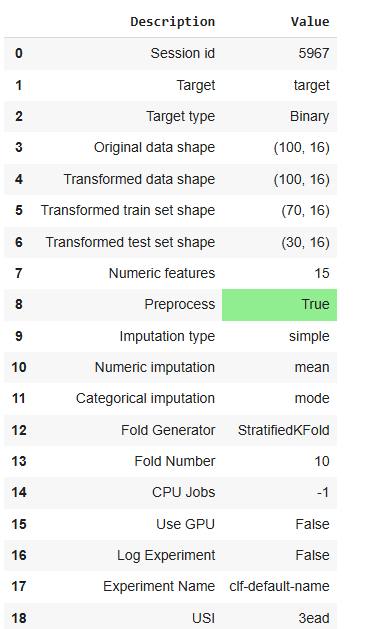 Description Value
0 Session id 5967
1 Target target
2 Target type Binary
3 Original data shape (100, 16)
4 Transformed data shape (100, 16)
5 Transformed train set shape (70, 16)
6 Transformed test set shape (30, 16)
7 Numeric features 15
8 Preprocess True
9 Imputation type simple
10 Numeric imputation mean
11 Categorical imputation mode
12 Fold Generator StratifiedKFold
13 Fold Number 10
14 CPU Jobs -1
15 Use GPU False
16 Log Experiment False
17 Experiment Name clf-default-name
18 USI 3ead